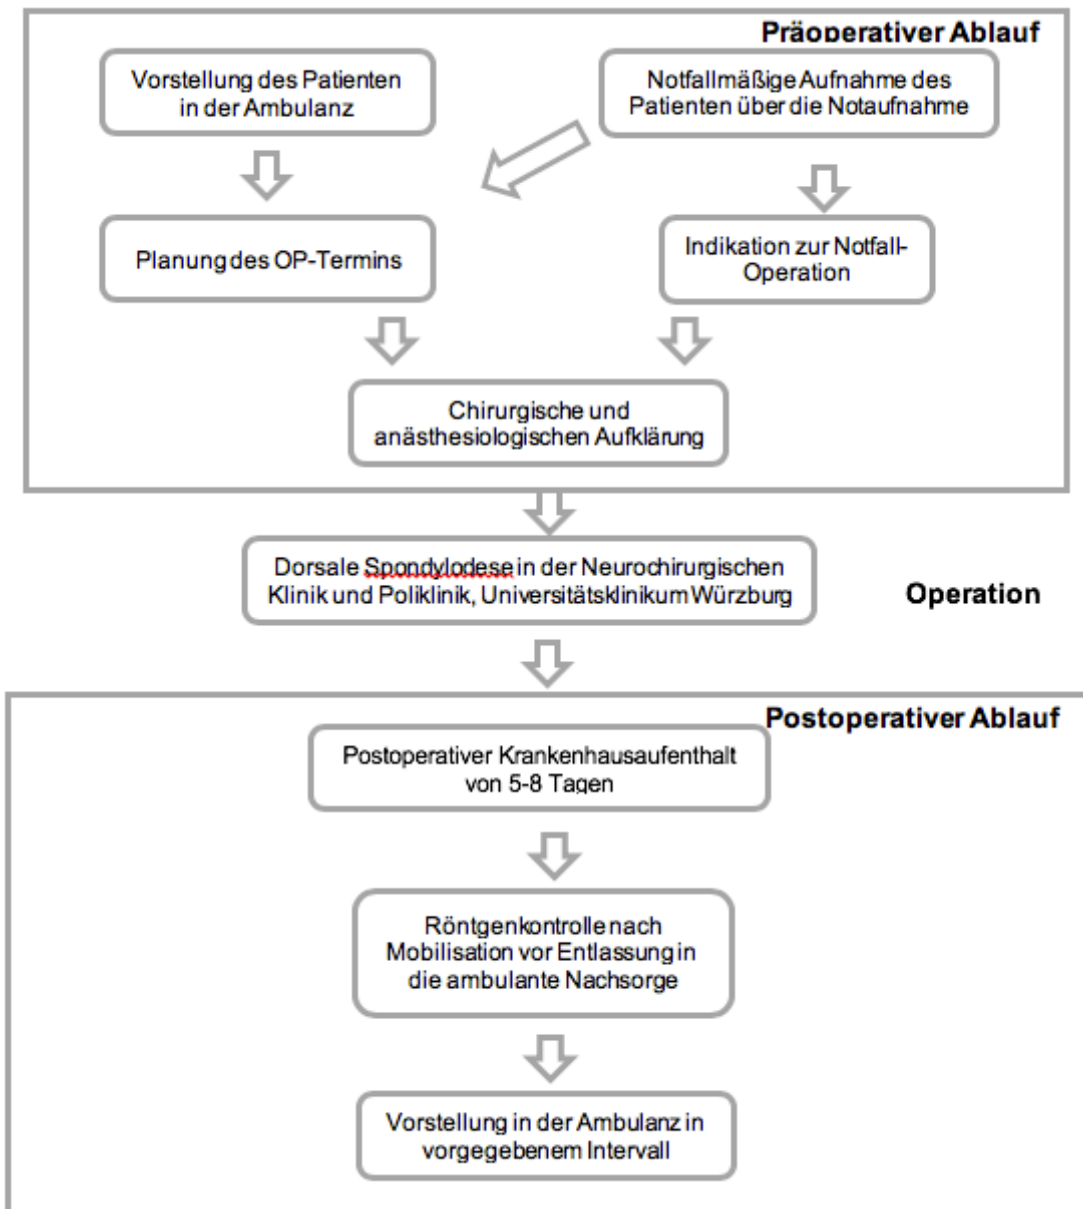 Präoperativer Ablauf
Vorstellung des Patienten
in der Ambulanz
Notfallmäßige Aufnahme des
Patienten über die Notaufnahme
Planung des OP-Termins
Indikation zur Notfall-
Operation
Chirurgische und
anästhesiologischen Aufklärung
Dorsale Spondylodese in der Neurochirurgischen
Klinik und Poliklinik, Universitätsklinikum Würzburg
Operation
Postoperativer Ablauf
Postoperativer Krankenhausaufenthalt
von 5-8 Tagen
Röntgenkontrolle nach
Mobilisation vor Entlassung in
die ambulante Nachsorge
Vorstellung in der Ambulanz in
vorgegebenem Intervall